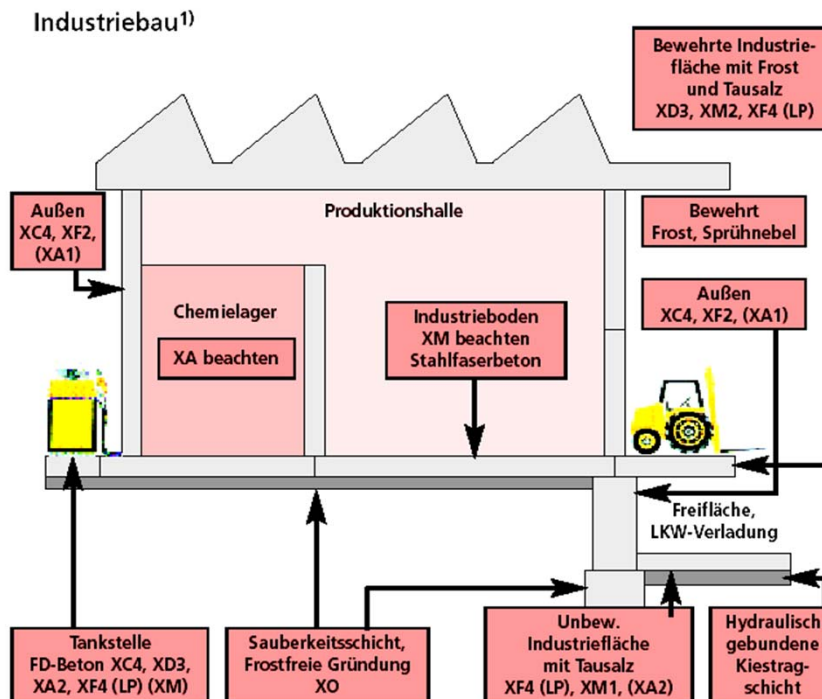 Industriebau1)
Bewehrte Industrie-
fläche mit Frost
und Tausalz
XD3, XM2, XF4 (LP)
Außen
XC4, XF2,
(XA1)
Produktionshalle
Bewehrt
Frost, Sprühnebel
Chemielager
XA beachten
Industrieboden
XM beachten
Stahlfaserbeton
Außen
XC4, XF2, (XA1)
Freifläche,
LKW-Verladung
Tankstelle
FD-Beton XC4, XD3,
XA2, XF4 (LP) (XM)
Sauberkeitsschicht,
Frostfreie Gründung
XO
Unbew.
Industriefläche
mit Tausalz
XF4 (LP), XM1, (XA2)
Hydraulisch
gebundene
Kiestrag-
schicht